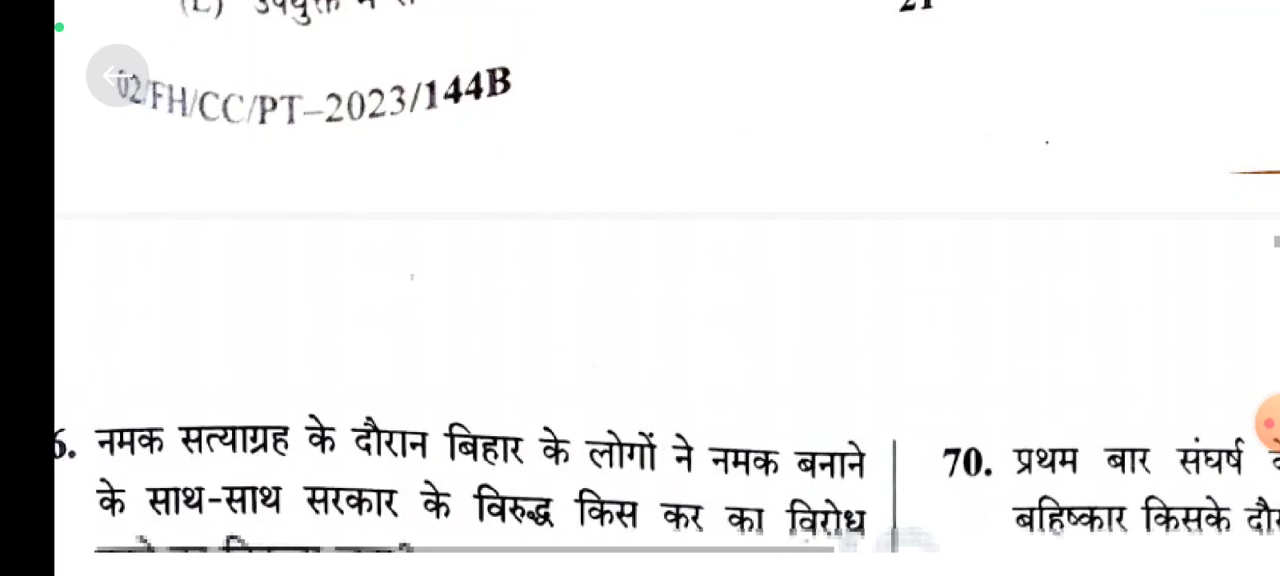 02/FH/CC/PT–2023/144B
6. नमक सत्याग्रह के दौरान बिहार के लोगों ने नमक बनाने
के साथ-साथ सरकार के विरुद्ध किस कर का विरोध
70. प्रथम बार संघर्ष
बहिष्कार किसके